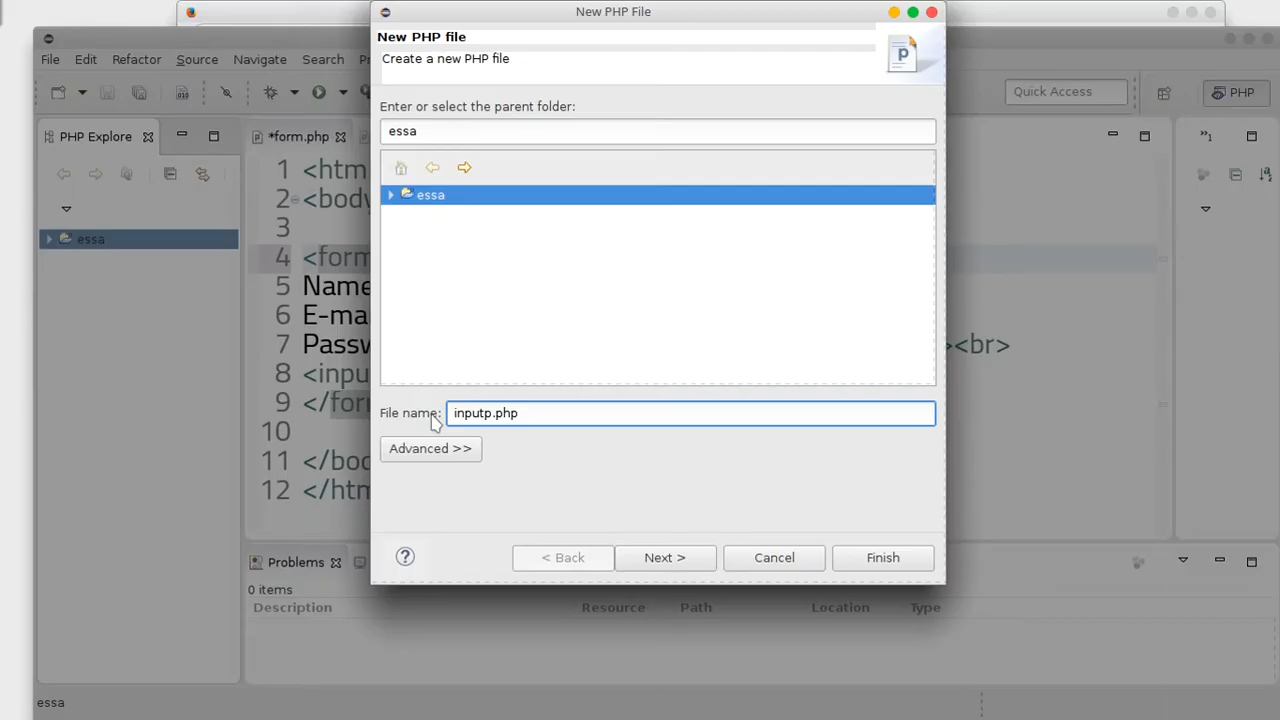 New PHP File
New PHP file
Create a new PHP file
File Edit Refactor Source Navigate Search
Quick Access
PHP
Enter or select the parent folder:
essa
PHP Explore
*form.php
essa
essa
1 <htm
2 <body
3
4 <form
5 Name
6 E-ma
7 Passw ><br>
8 <inpu
9 </forn
10
11 </bod
12 </htm
File name: inputp.php
Advanced >>
< Back Next > Cancel Finish
Problems
0 items
Description Resource Path Location Type
essa